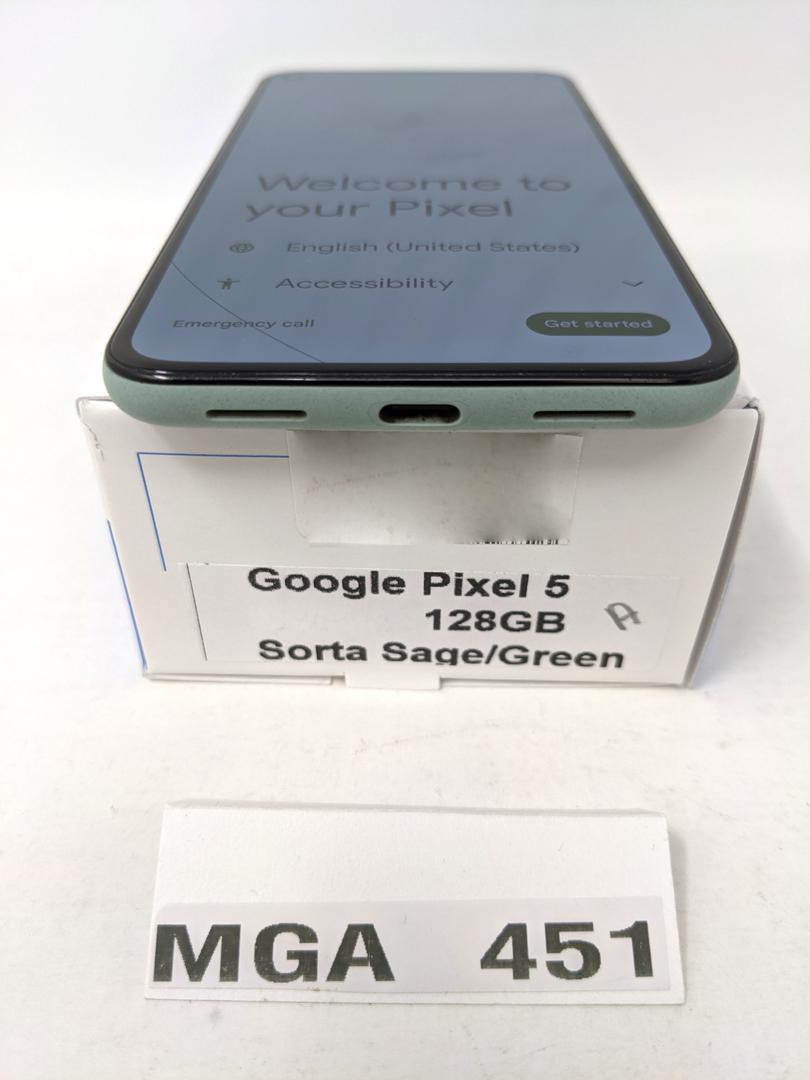 Welcome to
your Pixel
English (United States)
Accessibility
Emergency call
Get started
Google Pixel 5
128GB
A
Sorta Sage/Green
MGA 451